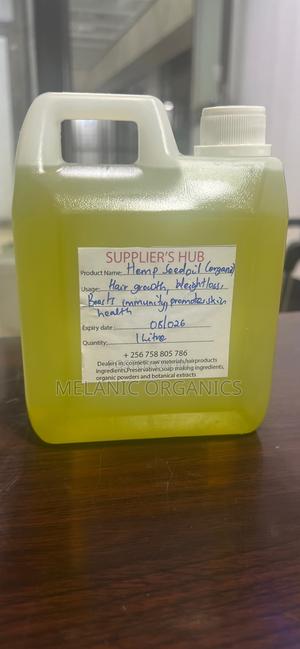 SUPPLIER'S HUB
Product Name: Hemp Seed oil (organic)
Usage: Hair growth, Weightloss,
Boosts immunity, promotes skin
health
Expiry date 06/026
Quantity: 1 Litre
+ 256 758 805 786
Dealers in:cosmetic raw materials/hairproducts
ingredients,Preservatives,soap making ingredients,
organic powders and botanical extracts
MELANIC ORGANICS